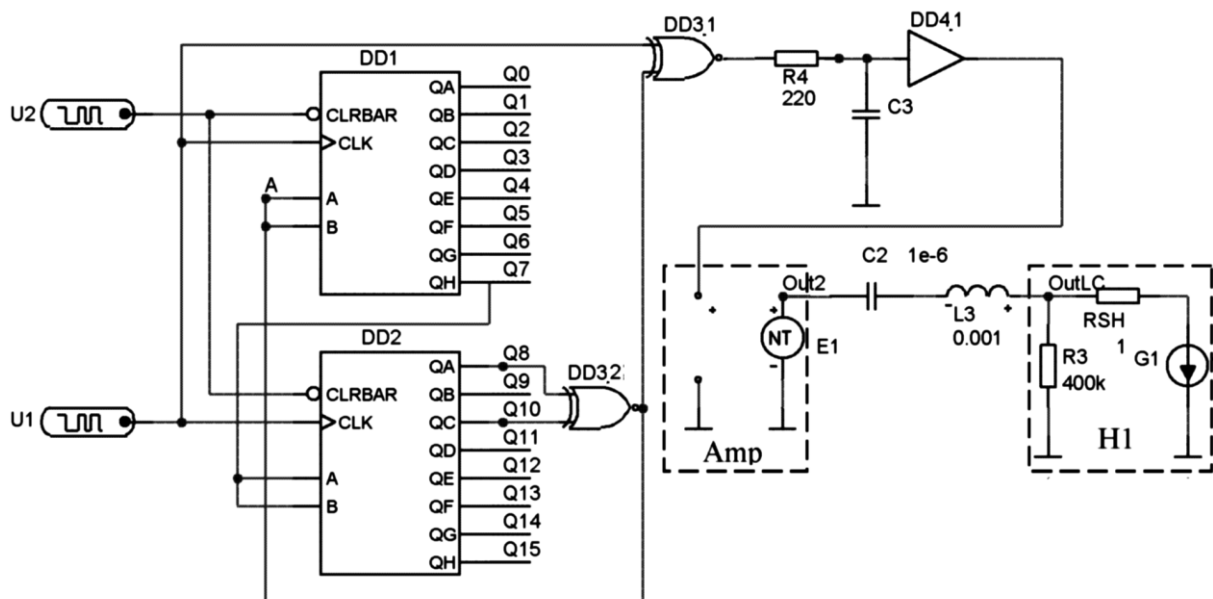 DD3.1
DD4.1
DD1
R4
220
C3
U2
CLRBAR
CLK
A
A
B
QA
QB
QC
QD
QE
QF
QG
QH
Q0
Q1
Q2
Q3
Q4
Q5
Q6
Q7
C2 1e-6
Out2
OutLC
NT
E1
L3
0.001
RSH
1
R3
400k
G1
Amp
H1
DD2
DD3.2
U1
CLRBAR
CLK
A
B
QA
QB
QC
QD
QE
QF
QG
QH
Q8
Q9
Q10
Q11
Q12
Q13
Q14
Q15